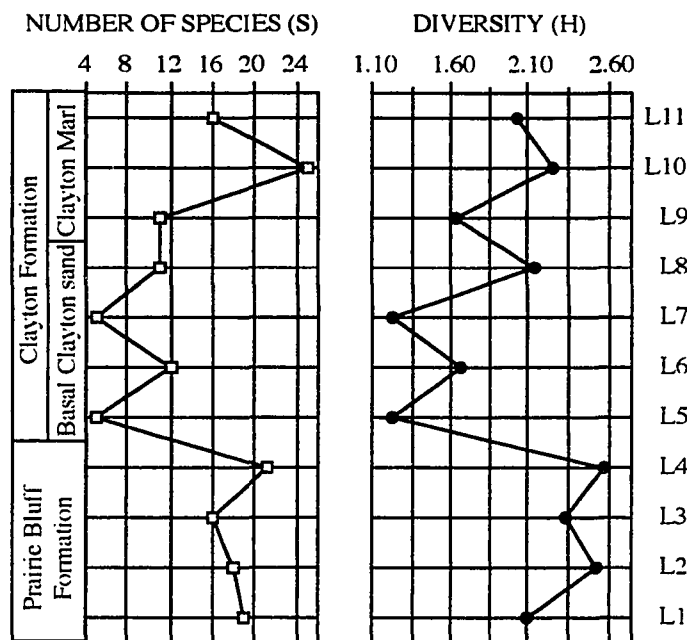 NUMBER OF SPECIES (S)
DIVERSITY (H)
4 8 12 16 20 24
1.10 1.60 2.10 2.60
Clayton Formation
Clayton Marl
Basal Clayton sand
Prairie Bluff
Formation
L11
L10
L9
L8
L7
L6
L5
L4
L3
L2
L1